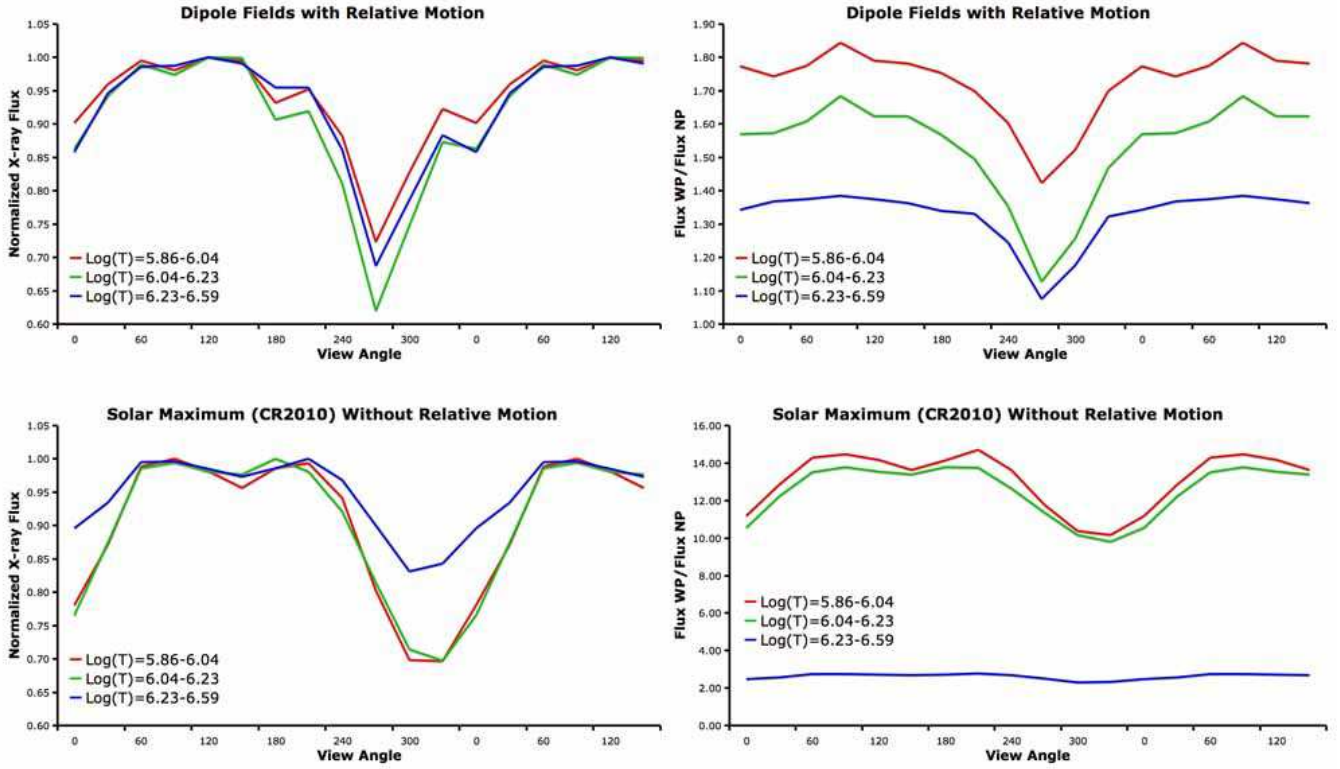 Dipole Fields with Relative Motion
Normalized X-ray Flux
1.05
1.00
0.95
0.90
0.85
0.80
0.75
0.70
0.65
0.60
Log(T)=5.86-6.04
Log(T)=6.04-6.23
Log(T)=6.23-6.59
0 60 120 180 240 300 0 60 120
View Angle
Dipole Fields with Relative Motion
Flux WP/Flux NP
1.90
1.80
1.70
1.60
1.50
1.40
1.30
1.20
1.10
1.00
Log(T)=5.86-6.04
Log(T)=6.04-6.23
Log(T)=6.23-6.59
0 60 120 180 240 300 0 60 120
View Angle
Solar Maximum (CR2010) Without Relative Motion
Normalized X-ray Flux
1.05
1.00
0.95
0.90
0.85
0.80
0.75
0.70
0.65
0.60
Log(T)=5.86-6.04
Log(T)=6.04-6.23
Log(T)=6.23-6.59
0 60 120 180 240 300 0 60 120
View Angle
Solar Maximum (CR2010) Without Relative Motion
Flux WP/Flux NP
16.00
14.00
12.00
10.00
8.00
6.00
4.00
2.00
0.00
Log(T)=5.86-6.04
Log(T)=6.04-6.23
Log(T)=6.23-6.59
0 60 120 180 240 300 0 60 120
View Angle